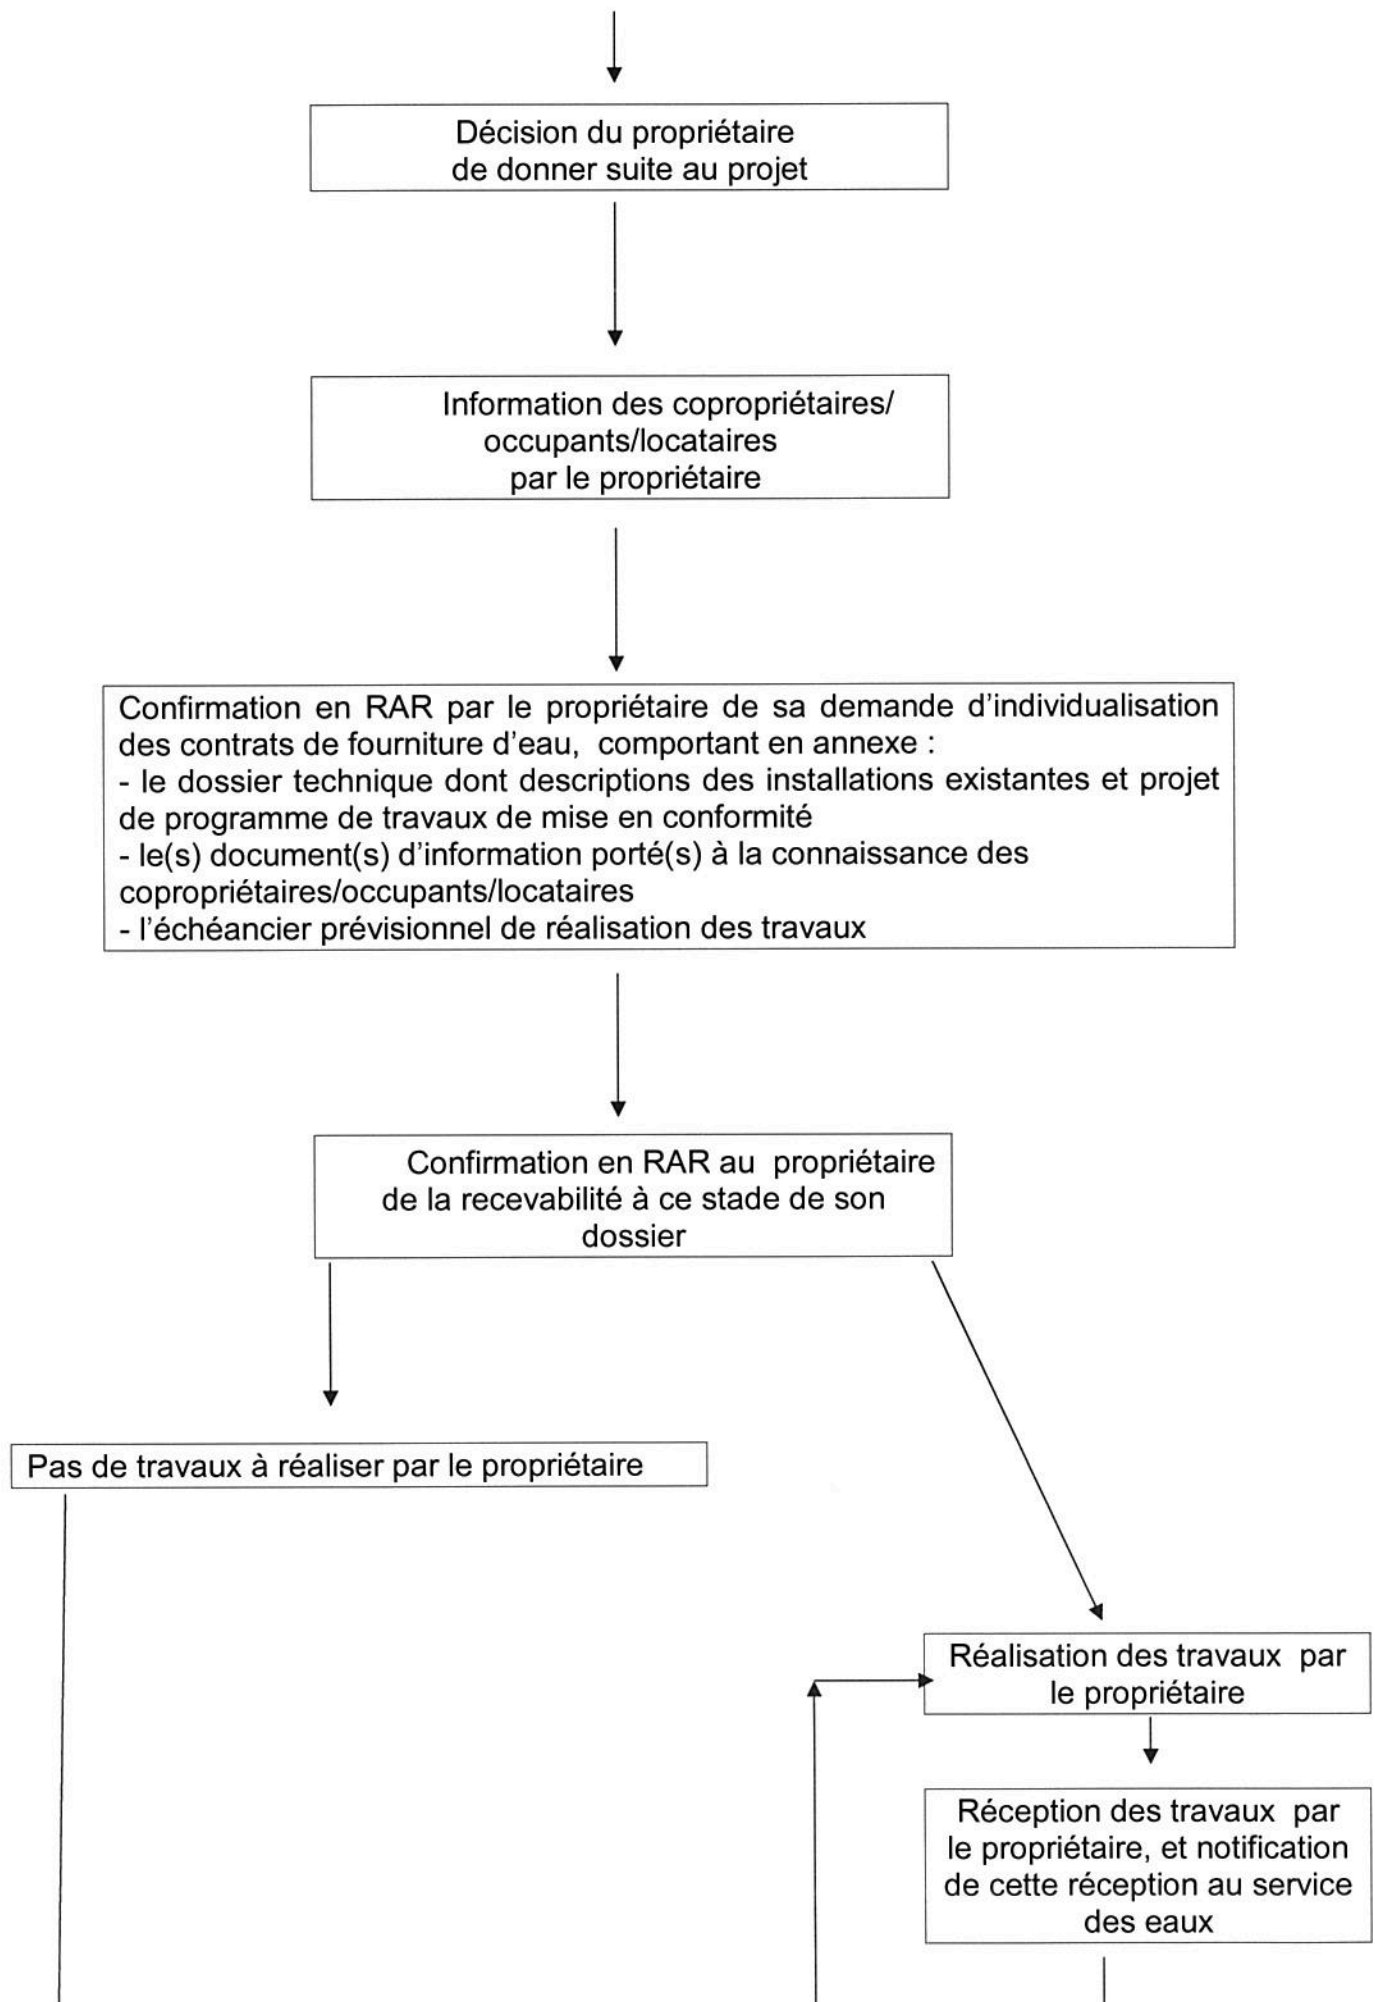 Décision du propriétaire
de donner suite au projet
Information des copropriétaires/
occupants/locataires
par le propriétaire
Confirmation en RAR par le propriétaire de sa demande d'individualisation
des contrats de fourniture d'eau, comportant en annexe :
- le dossier technique dont descriptions des installations existantes et projet
de programme de travaux de mise en conformité
- le(s) document(s) d'information porté(s) à la connaissance des
copropriétaires/occupants/locataires
- l'échéancier prévisionnel de réalisation des travaux
Confirmation en RAR au propriétaire
de la recevabilité à ce stade de son
dossier
Pas de travaux à réaliser par le propriétaire
Réalisation des travaux par
le propriétaire
Réception des travaux par
le propriétaire, et notification
de cette réception au service
des eaux